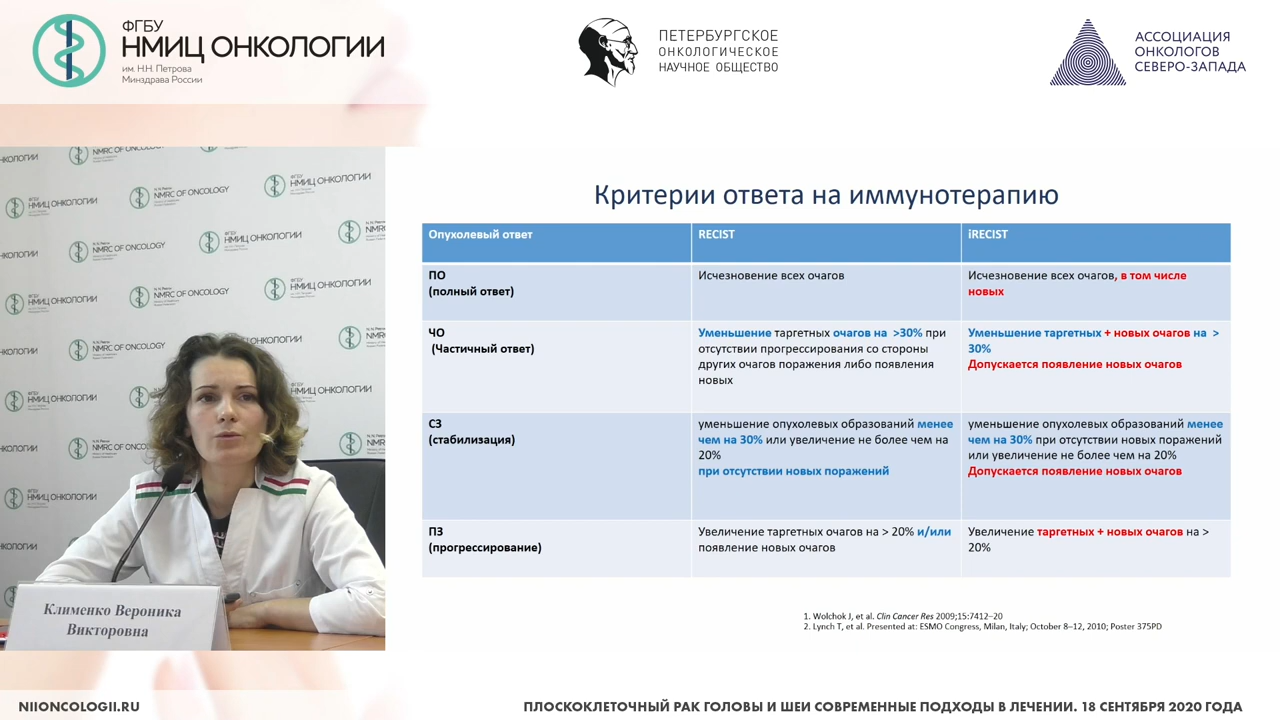 ФГБУ
НМИЦ ОНКОЛОГИИ
им. Н.Н. Петрова
Минздрава России
ПЕТЕРБУРГСКОЕ
ОНКОЛОГИЧЕСКОЕ
НАУЧНОЕ ОБЩЕСТВО
АССОЦИАЦИЯ
ОНКОЛОГОВ
СЕВЕРО-ЗАПАДА
NMRC OF ONCOLOGY
НМИЦ ОНКОЛОГИИ
Клименко Вероника
Викторовна
Критерии ответа на иммунотерапию
Опухолевый ответ
RECIST
iRECIST
ПО
(полный ответ)
Исчезновение всех очагов
Исчезновение всех очагов, в том числе
новых
ЧО
(Частичный ответ)
Уменьшение таргетных очагов на >30% при
отсутствии прогрессирования со стороны
других очагов поражения либо появления
новых
Уменьшение таргетных + новых очагов на >
30%
Допускается появление новых очагов
СЗ
(стабилизация)
уменьшение опухолевых образований менее
чем на 30% или увеличение не более чем на
20%
при отсутствии новых поражений
уменьшение опухолевых образований менее
чем на 30% при отсутствии новых поражений
или увеличение не более чем на 20%
Допускается появление новых очагов
ПЗ
(прогрессирование)
Увеличение таргетных очагов на > 20% и/или
появление новых очагов
Увеличение таргетных + новых очагов на >
20%
1. Wolchok J, et al. Clin Cancer Res 2009;15:7412–20
2. Lynch T, et al. Presented at: ESMO Congress, Milan, Italy; October 8–12, 2010; Poster 375PD
NIIONCOLOGII.RU
ПЛОСКОКЛЕТОЧНЫЙ РАК ГОЛОВЫ И ШЕИ СОВРЕМЕННЫЕ ПОДХОДЫ В ЛЕЧЕНИИ. 18 СЕНТЯБРЯ 2020 ГОДА